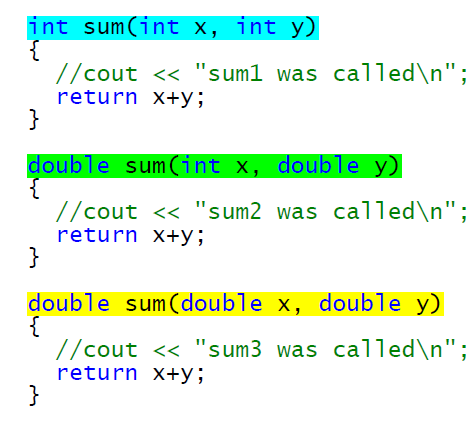 int sum(int x, int y)
{
  //cout << "sum1 was called\n";
  return x+y;
}

double sum(int x, double y)
{
  //cout << "sum2 was called\n";
  return x+y;
}

double sum(double x, double y)
{
  //cout << "sum3 was called\n";
  return x+y;
}